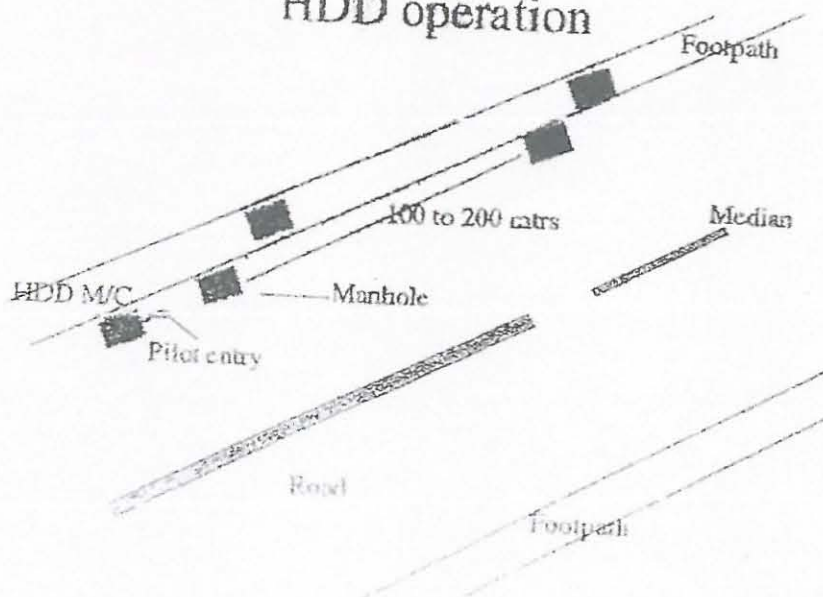 HDD operation
Footpath
100 to 200 mtrs
Median
HDD M/C
Manhole
Pilot entry
Road
Footpath